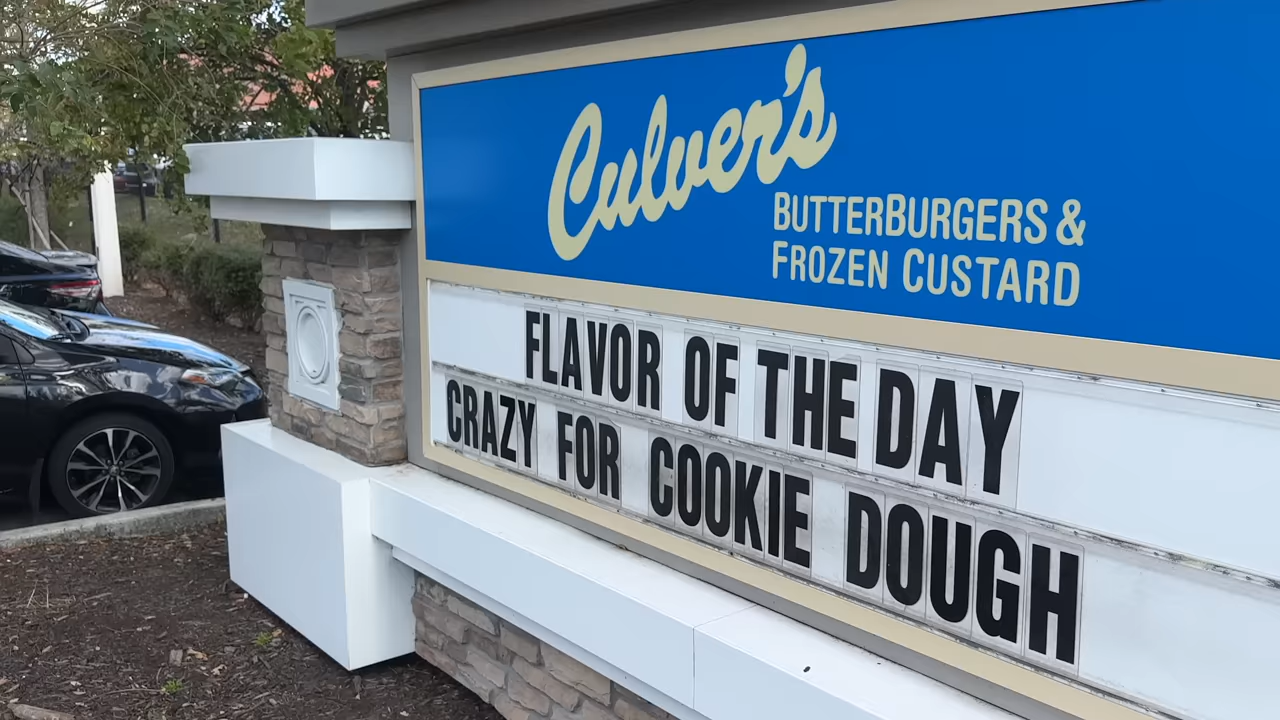 Culver's
BUTTERBURGERS &
FROZEN CUSTARD
FLAVOR OF THE DAY
CRAZY FOR COOKIE DOUGH